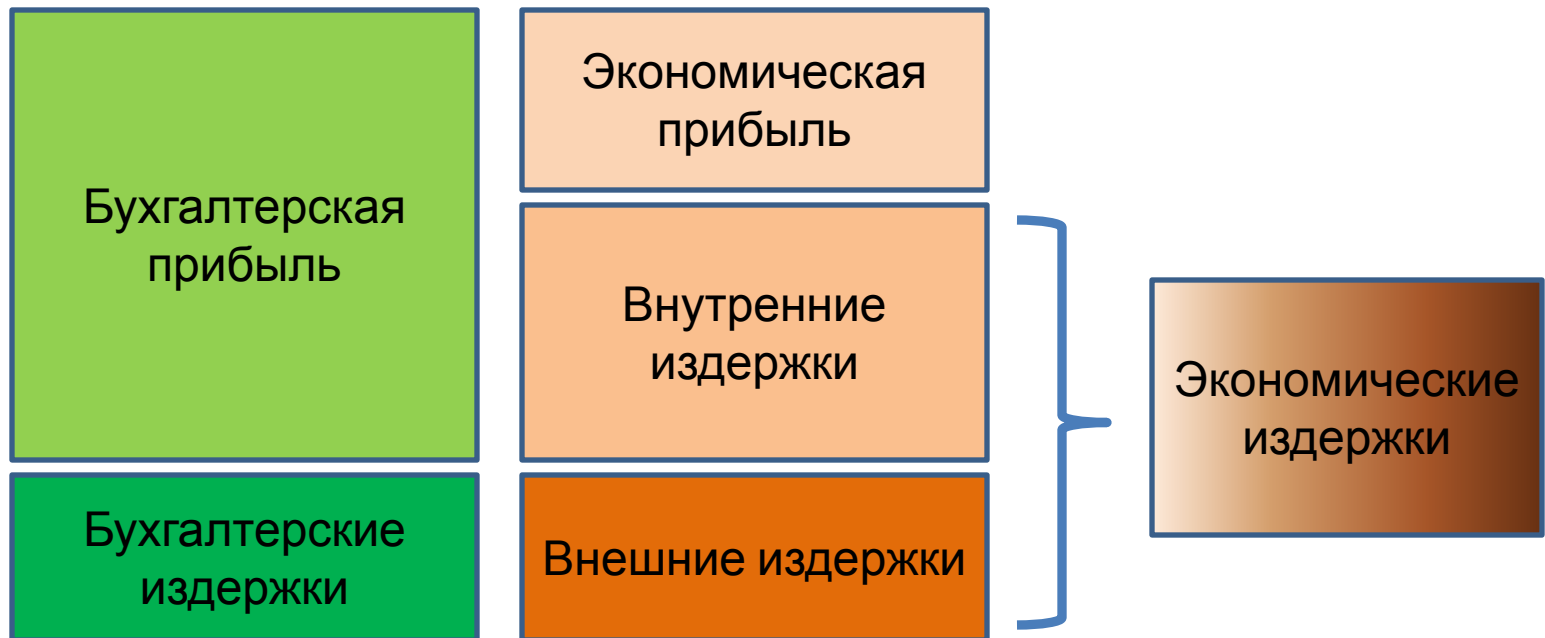 Бухгалтерская
прибыль
Экономическая
прибыль
Внутренние
издержки
Экономические
издержки
Бухгалтерские
издержки
Внешние издержки